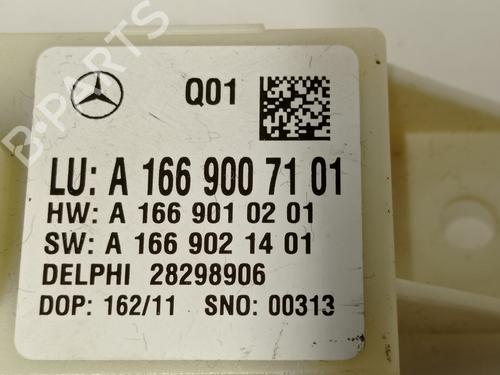 Q01
LU: A 166 900 71 01
HW: A 166 901 02 01
SW: A 166 902 14 01
DELPHI 28298906
DOP: 162/11 SNO: 00313
B-PARTS